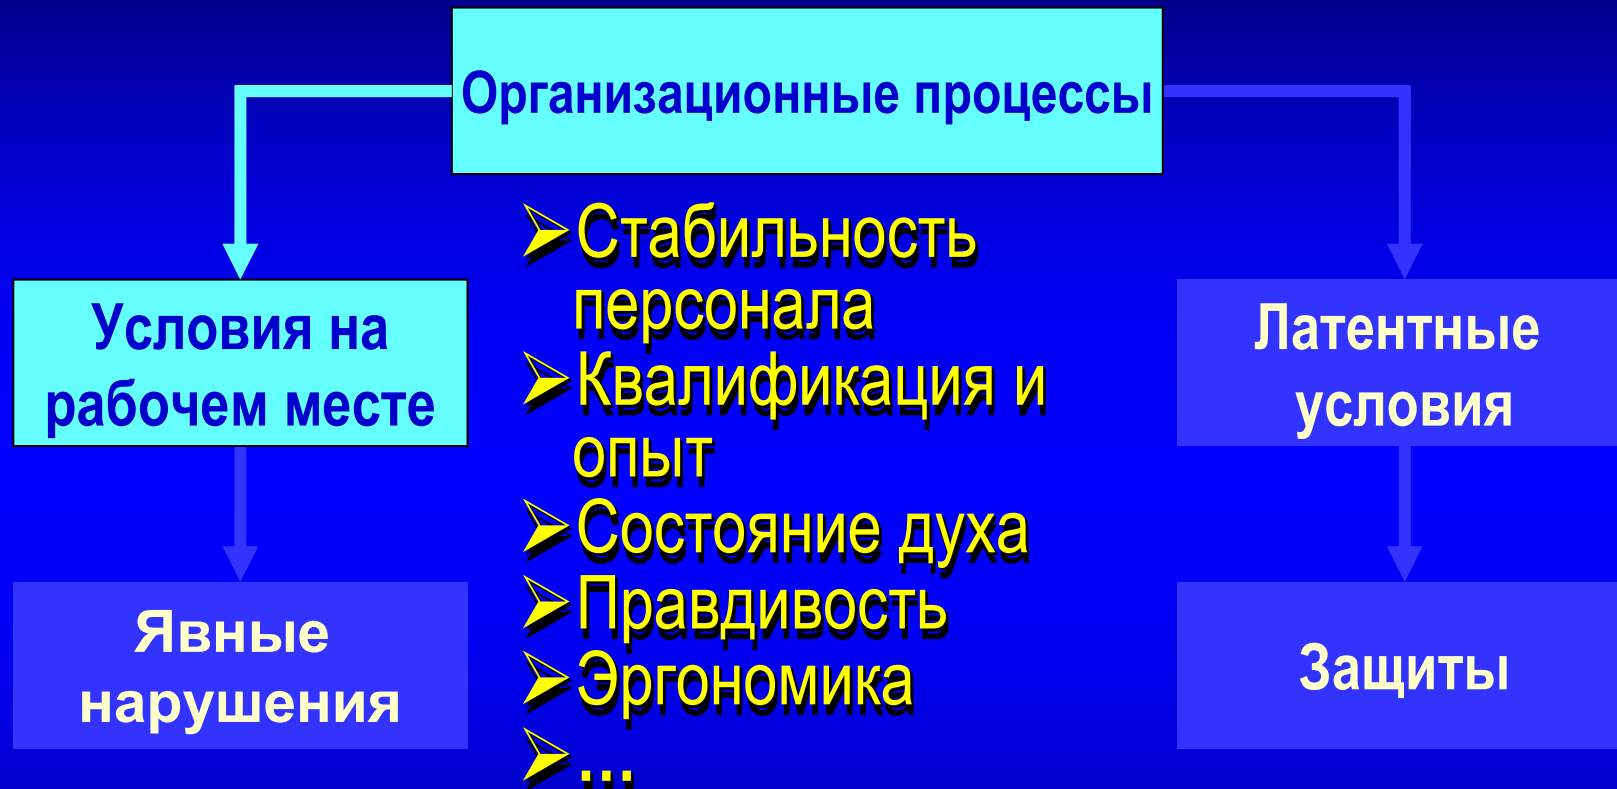 Организационные процессы
Условия на
рабочем месте
Явные
нарушения
➢Стабильность
персонала
➢Квалификация и
опыт
➢Состояние духа
➢Правдивость
➢Эргономика
➢...
Латентные
условия
Защиты